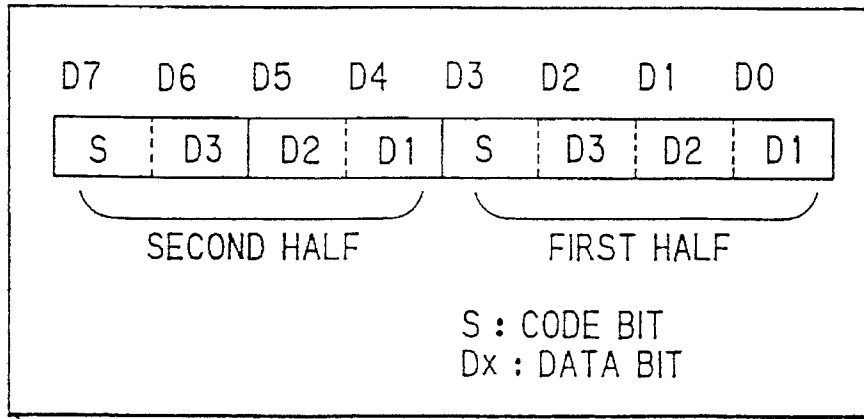 D7 D6 D5 D4 D3 D2 D1 D0
S D3 D2 D1 S D3 D2 D1
SECOND HALF FIRST HALF
S : CODE BIT
Dx : DATA BIT